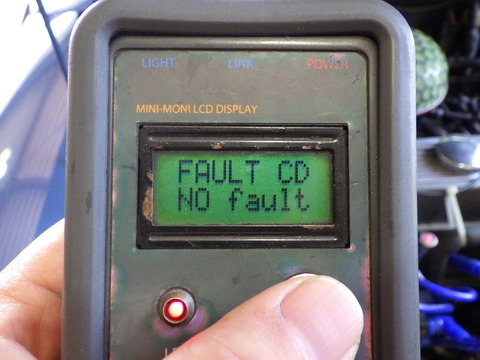 LIGHT LINK POWER
MINI-MONI LCD DISPLAY
FAULT CD
NO fault